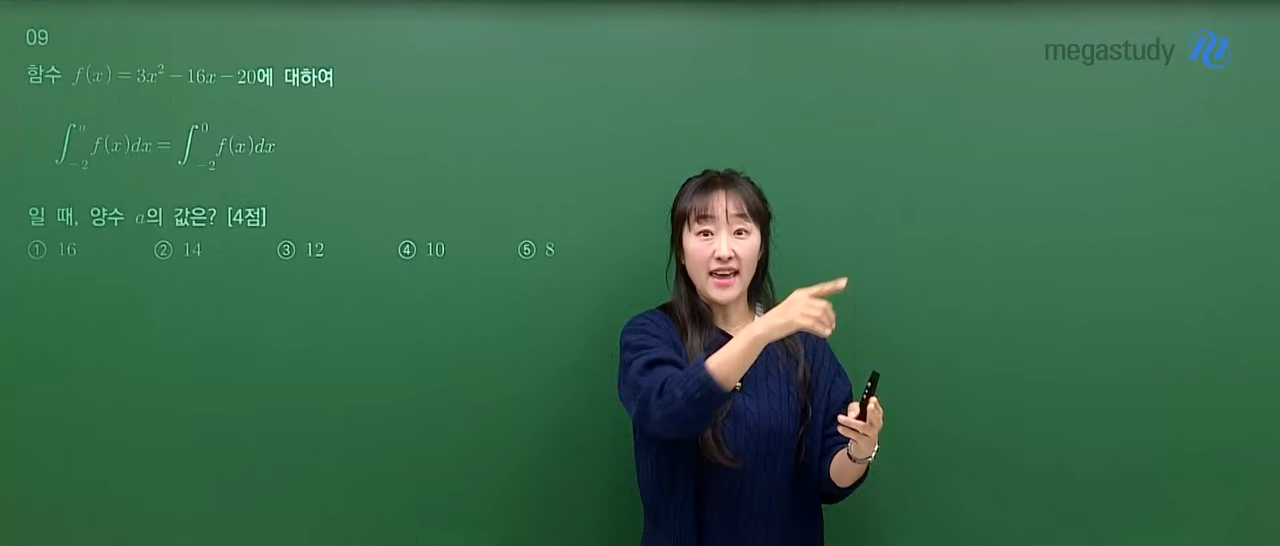 09
megastudy
함수 f(x) = 3x² − 16x − 20에 대하여
∫₋₂ᵃ f(x)dx = ∫₋₂⁰ f(x)dx
일 때, 양수 a의 값은? [4점]
① 16 ② 14 ③ 12 ④ 10 ⑤ 8